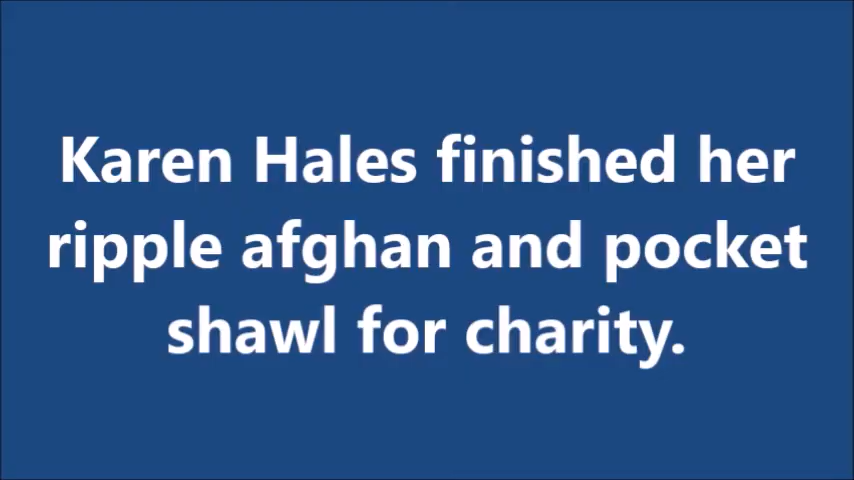 Karen Hales finished her
ripple afghan and pocket
shawl for charity.